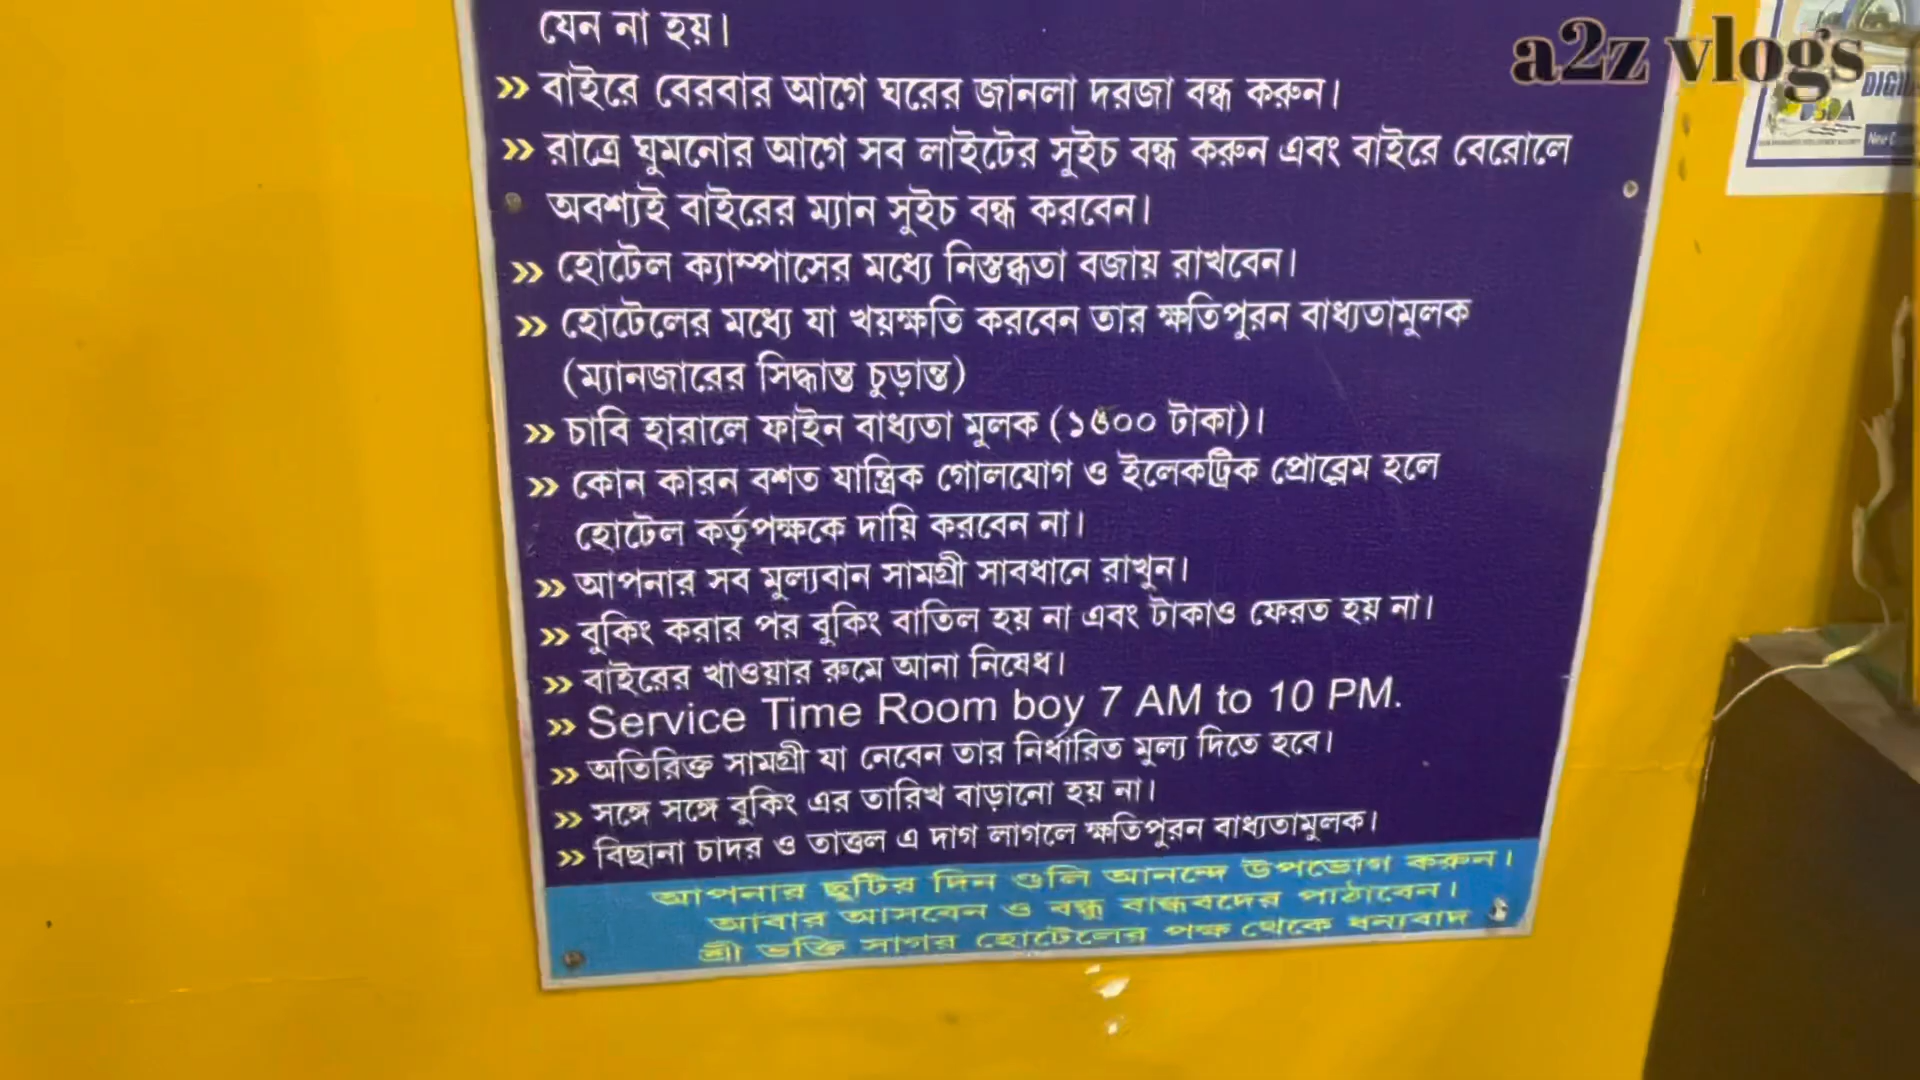 যেন না হয়।
a2z vlogs
DIGH
» বাইরে বেরবার আগে ঘরের জানলা দরজা বন্ধ করুন।
» রাত্রে ঘুমনোর আগে সব লাইটের সুইচ বন্ধ করুন এবং বাইরে বেরোলে
অবশ্যই বাইরের ম্যান সুইচ বন্ধ করবেন।
» হোটেল ক্যাম্পাসের মধ্যে নিস্তব্ধতা বজায় রাখবেন।
» হোটেলের মধ্যে যা খয়ক্ষতি করবেন তার ক্ষতিপুরন বাধ্যতামুলক
(ম্যানজারের সিদ্ধান্ত চুড়ান্ত)
» চাবি হারালে ফাইন বাধ্যতা মুলক (১৫০০ টাকা)।
» কোন কারন বশত যান্ত্রিক গোলযোগ ও ইলেকট্রিক প্রোব্লেম হলে
হোটেল কর্তৃপক্ষকে দায়ি করবেন না।
» আপনার সব মুল্যবান সামগ্রী সাবধানে রাখুন।
» বুকিং করার পর বুকিং বাতিল হয় না এবং টাকাও ফেরত হয় না।
» বাইরের খাওয়ার রুমে আনা নিষেধ।
» Service Time Room boy 7 AM to 10 PM.
» অতিরিক্ত সামগ্রী যা নেবেন তার নির্ধারিত মুল্য দিতে হবে।
» সঙ্গে সঙ্গে বুকিং এর তারিখ বাড়ানো হয় না।
» বিছানা চাদর ও তাত্তল এ দাগ লাগলে ক্ষতিপুরন বাধ্যতামুলক।
আপনার ছুটির দিন গুলি আনন্দে উপভোগ করুন।
আবার আসবেন ও বন্ধু বান্ধবদের পাঠাবেন।
শ্রী ভক্তি সাগর হোটেলের পক্ষ থেকে ধন্যবাদ